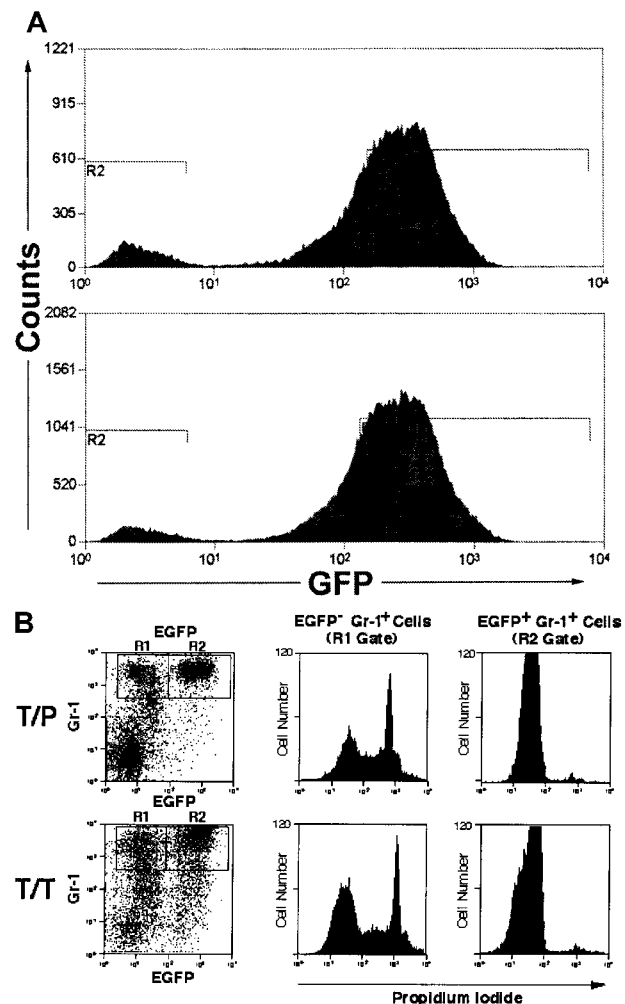 A
1221
915
610
305
0
R2
10⁰ 10¹ 10² 10³ 10⁴
2082
1561
1041
520
0
R2
10⁰ 10¹ 10² 10³ 10⁴
Counts
GFP
B
EGFP
R1 R2
EGFP⁻ Gr-1⁺ Cells
(R1 Gate)
EGFP⁺ Gr-1⁺ Cells
(R2 Gate)
T/P
Gr-1
EGFP
120
Cell Number
120
Cell Number
R1 R2
T/T
Gr-1
EGFP
120
Cell Number
120
Cell Number
Propidium Iodide